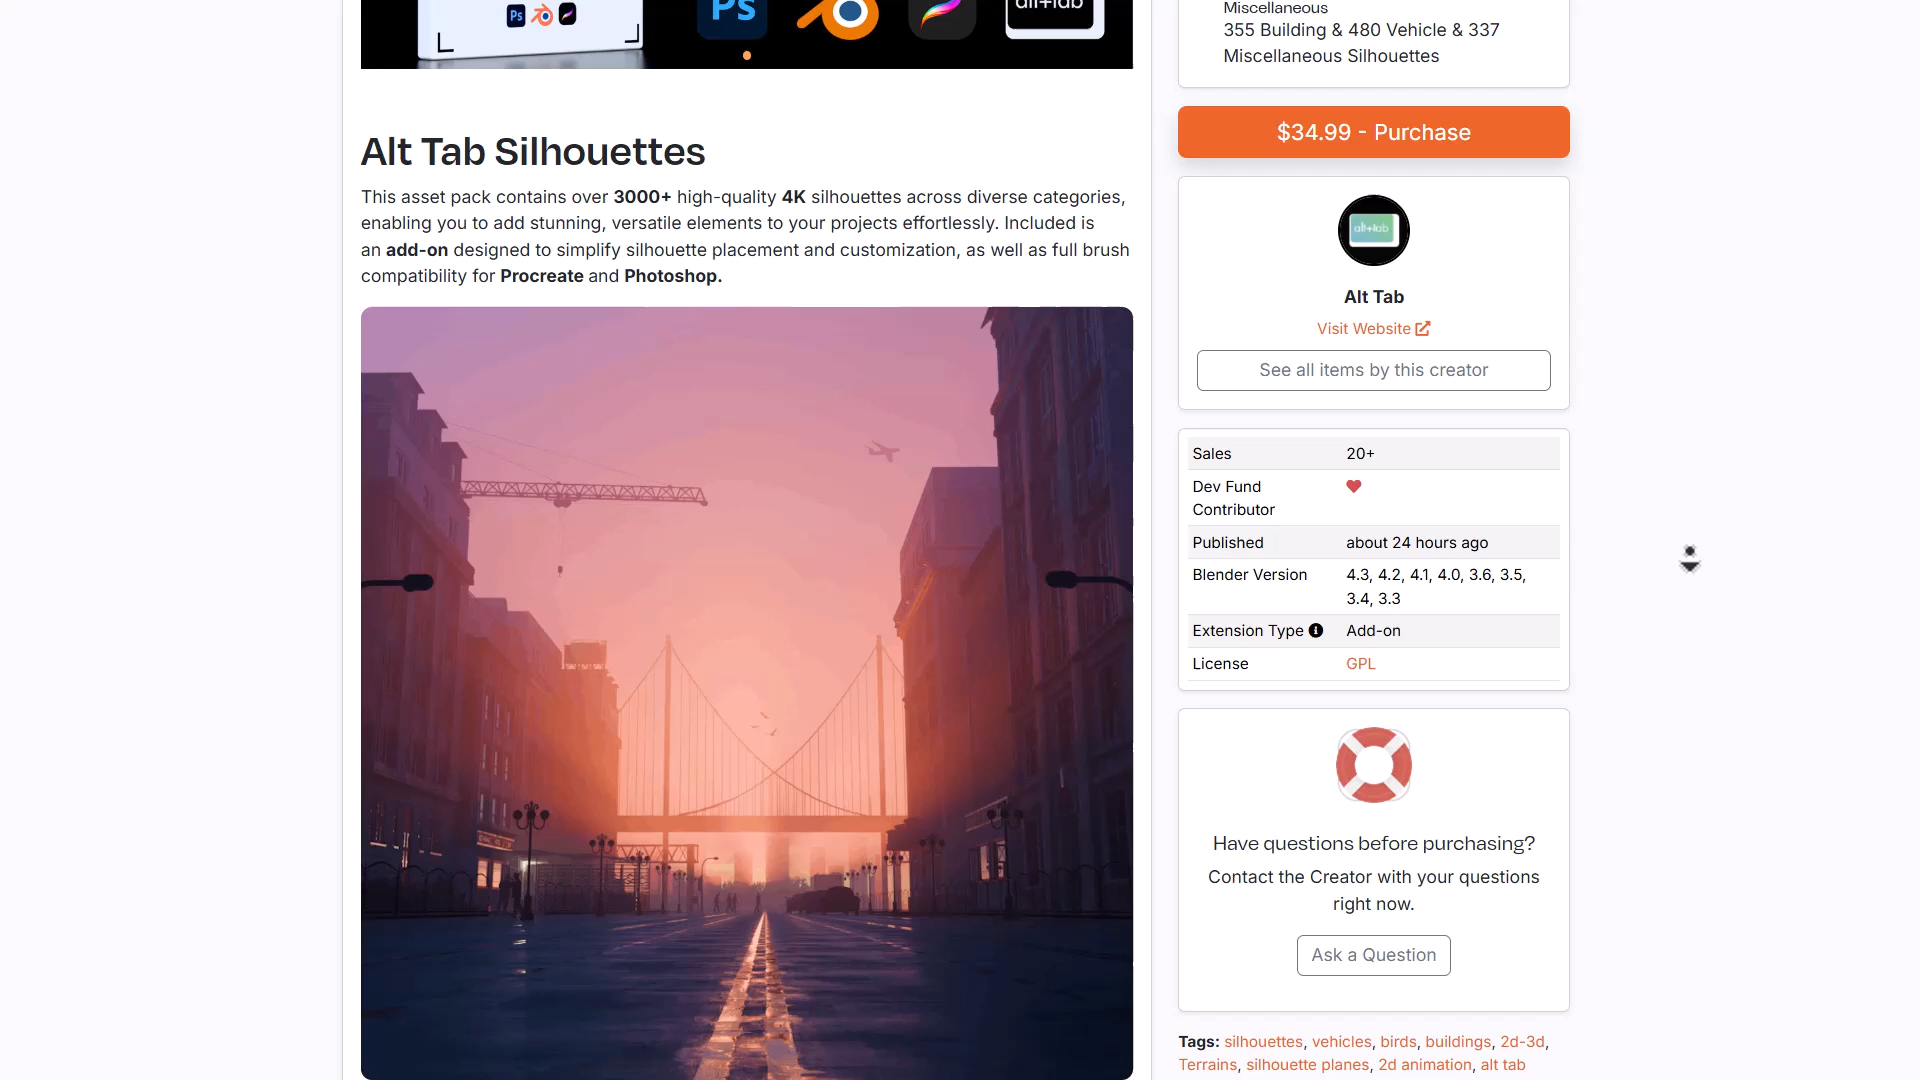 Ps
Ps
alt+tab
Alt Tab Silhouettes
This asset pack contains over 3000+ high-quality 4K silhouettes across diverse categories,
enabling you to add stunning, versatile elements to your projects effortlessly. Included is
an add-on designed to simplify silhouette placement and customization, as well as full brush
compatibility for Procreate and Photoshop.
Miscellaneous
355 Building & 480 Vehicle & 337
Miscellaneous Silhouettes
$34.99 - Purchase
alt+tab
Alt Tab
Visit Website
See all items by this creator
Sales 20+
Dev Fund
Contributor
Published about 24 hours ago
Blender Version 4.3, 4.2, 4.1, 4.0, 3.6, 3.5,
3.4, 3.3
Extension Type Add-on
License GPL
Have questions before purchasing?
Contact the Creator with your questions
right now.
Ask a Question
Tags: silhouettes, vehicles, birds, buildings, 2d-3d,
Terrains, silhouette planes, 2d animation, alt tab